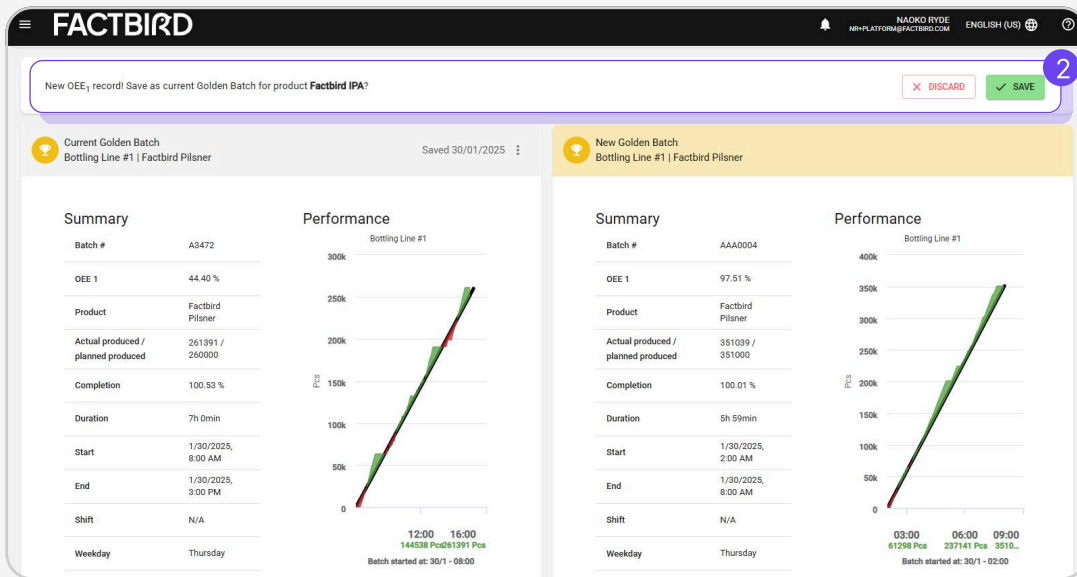 FACTBIRD
NAOKO RYDE
NR+PLATFORM@FACTBIRD.COM
ENGLISH (US)
2
New OEE1 record! Save as current Golden Batch for product Factbird IPA?
DISCARD
SAVE
Current Golden Batch
Bottling Line #1 | Factbird Pilsner
Saved 30/01/2025
Summary
Batch # A3472
OEE 1 44.40 %
Product Factbird
Pilsner
Actual produced / 261391 /
planned produced 260000
Completion 100.53 %
Duration 7h 0min
Start 1/30/2025,
8:00 AM
End 1/30/2025,
3:00 PM
Shift N/A
Weekday Thursday
Performance
Bottling Line #1
300k
250k
200k
150k
100k
50k
0
Pcs
12:00 16:00
144538 Pcs 261391 Pcs
Batch started at: 30/1 - 08:00
New Golden Batch
Bottling Line #1 | Factbird Pilsner
Summary
Batch # AAA0004
OEE 1 97.51 %
Product Factbird
Pilsner
Actual produced / 351039 /
planned produced 351000
Completion 100.01 %
Duration 5h 59min
Start 1/30/2025,
2:00 AM
End 1/30/2025,
8:00 AM
Shift N/A
Weekday Thursday
Performance
Bottling Line #1
400k
350k
300k
250k
200k
150k
100k
50k
0
Pcs
03:00 06:00 09:00
61298 Pcs 237141 Pcs 3510...
Batch started at: 30/1 - 02:00